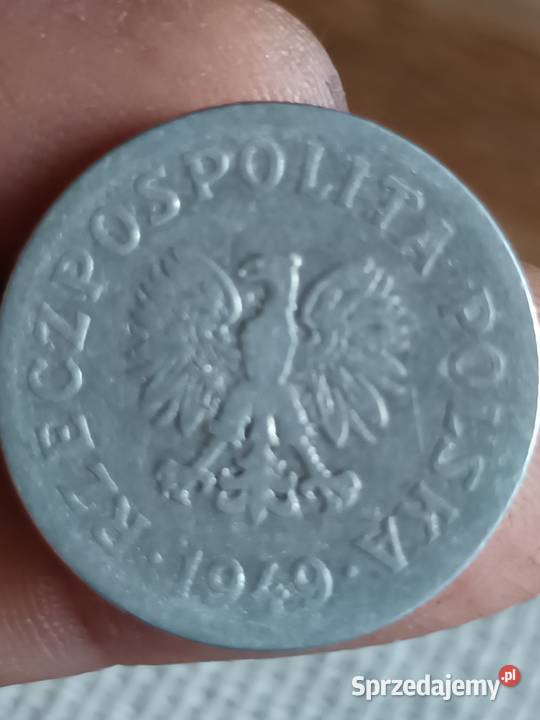 RZECZPOSPOLITA POLSKA
·1949·
Sprzedajemy.pl